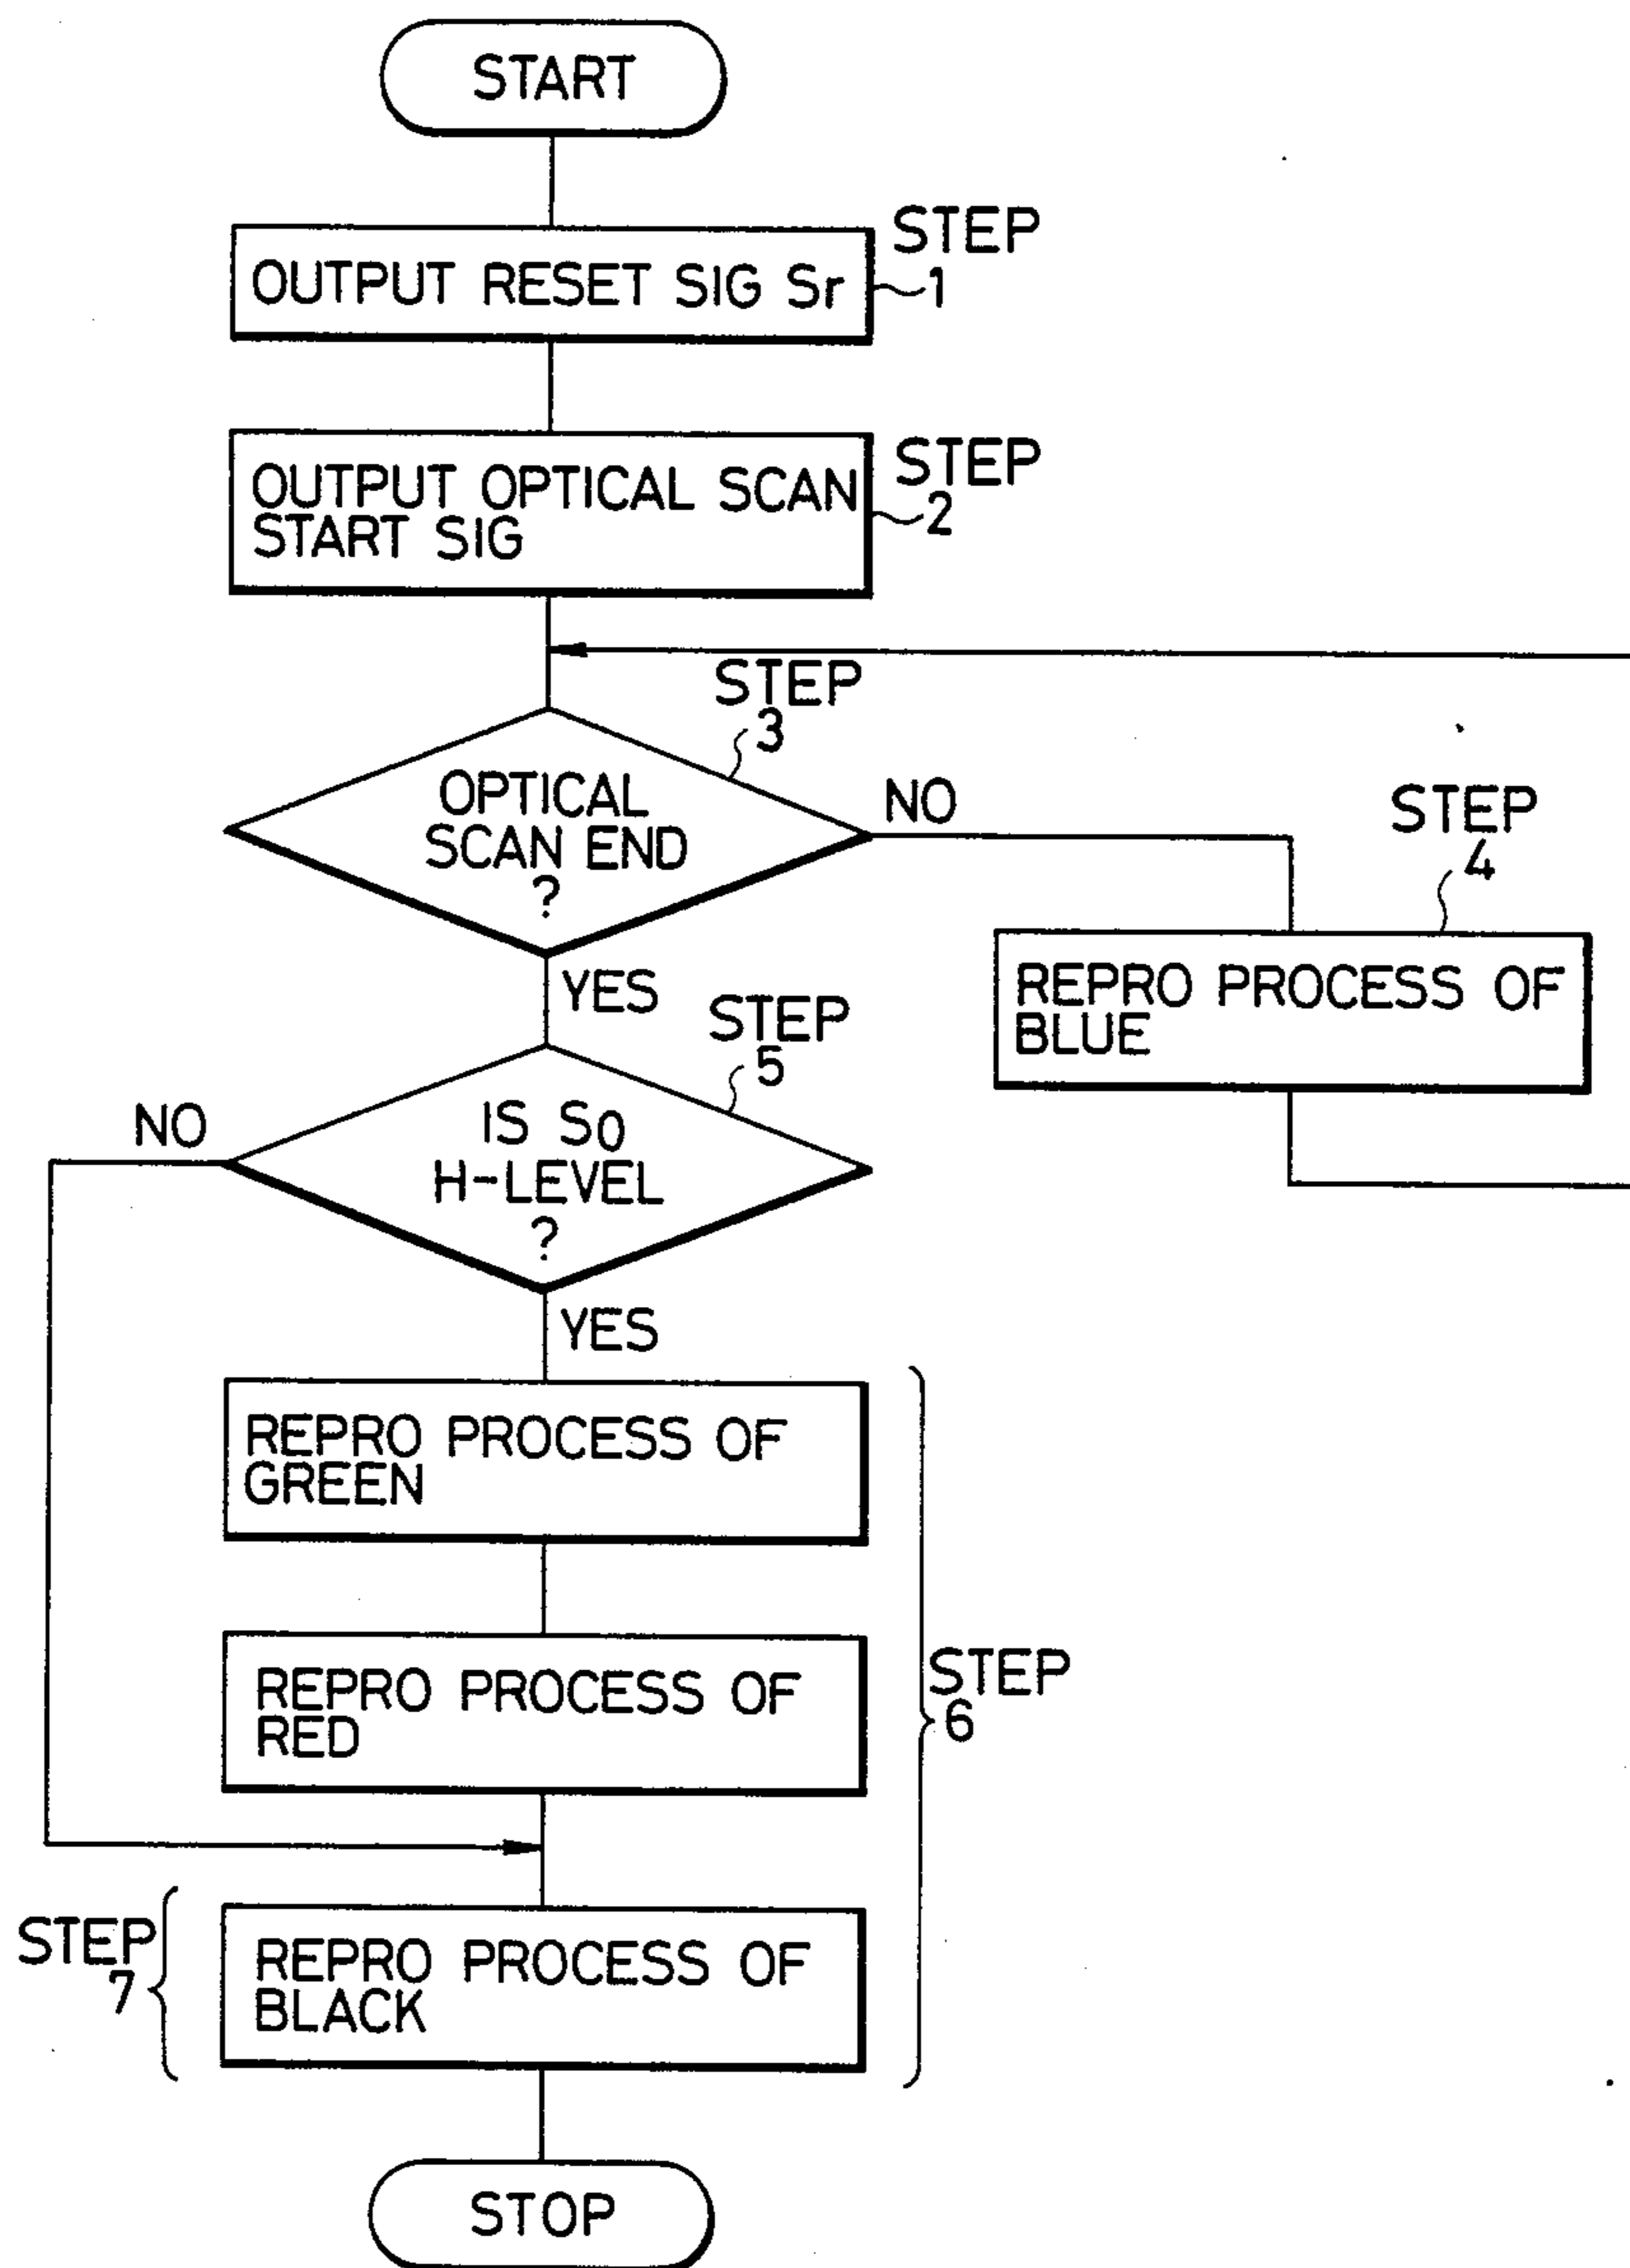 START
OUTPUT RESET SIG Sr
STEP
1
OUTPUT OPTICAL SCAN
START SIG
STEP
2
STEP
3
OPTICAL
SCAN END
?
NO
YES
STEP
4
REPRO PROCESS OF
BLUE
STEP
5
IS S0
H-LEVEL
?
NO
YES
REPRO PROCESS OF
GREEN
REPRO PROCESS OF
RED
STEP
6
STEP
7
REPRO PROCESS OF
BLACK
STOP